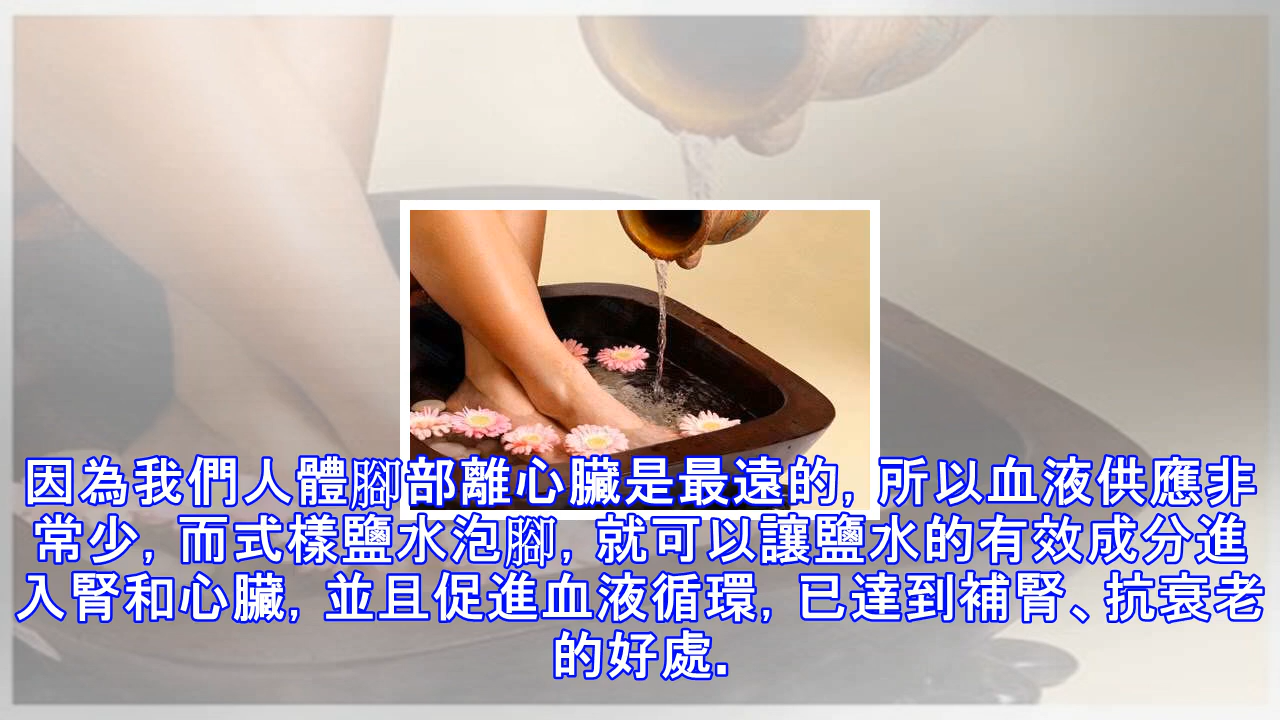 因為我們人體腳部離心臟是最遠的, 所以血液供應非
常少, 而式樣鹽水泡腳, 就可以讓鹽水的有效成分進
入腎和心臟, 並且促進血液循環, 已達到補腎、抗衰老
的好處.